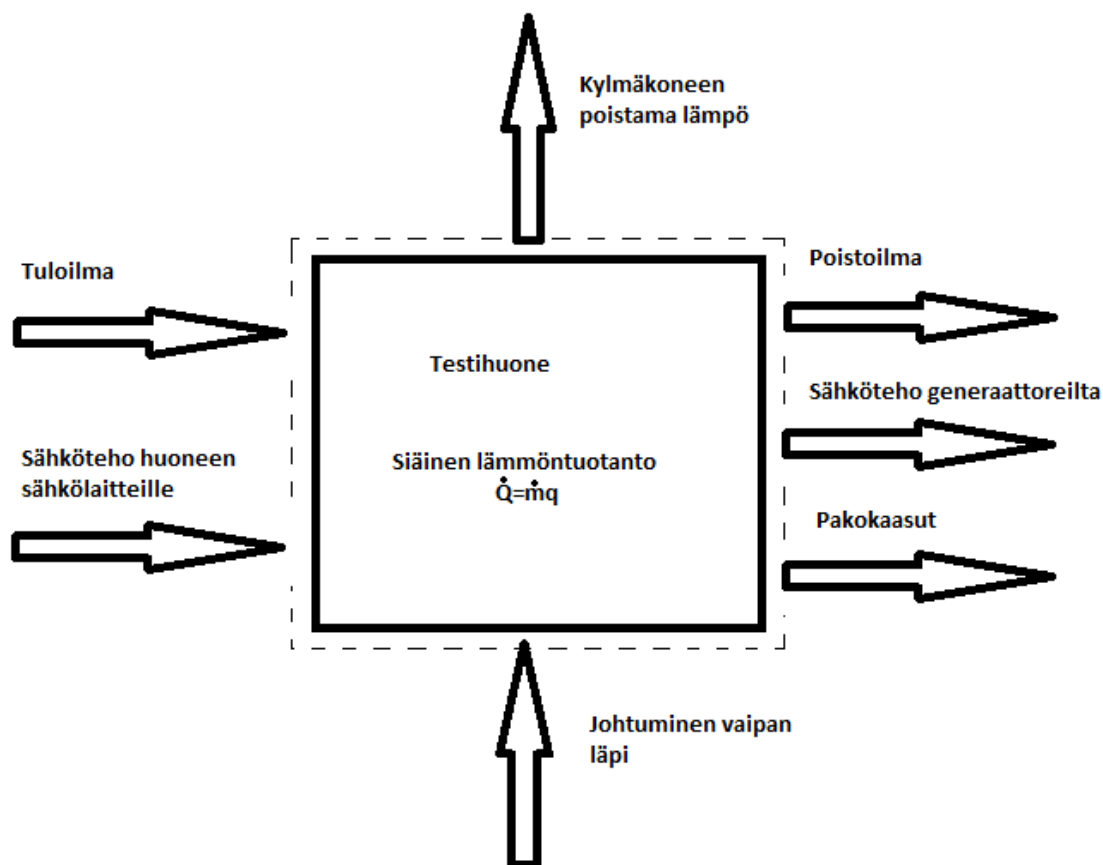 Kylmäkoneen
poistama lämpö
Tuloilma
Poistoilma
Testihuone
Sähköteho generaattoreilta
Sähköteho huoneen
sähkölaitteille
Siäinen lämmöntuotanto
Q̇=ṁq
Pakokaasut
Johtuminen vaipan
läpi